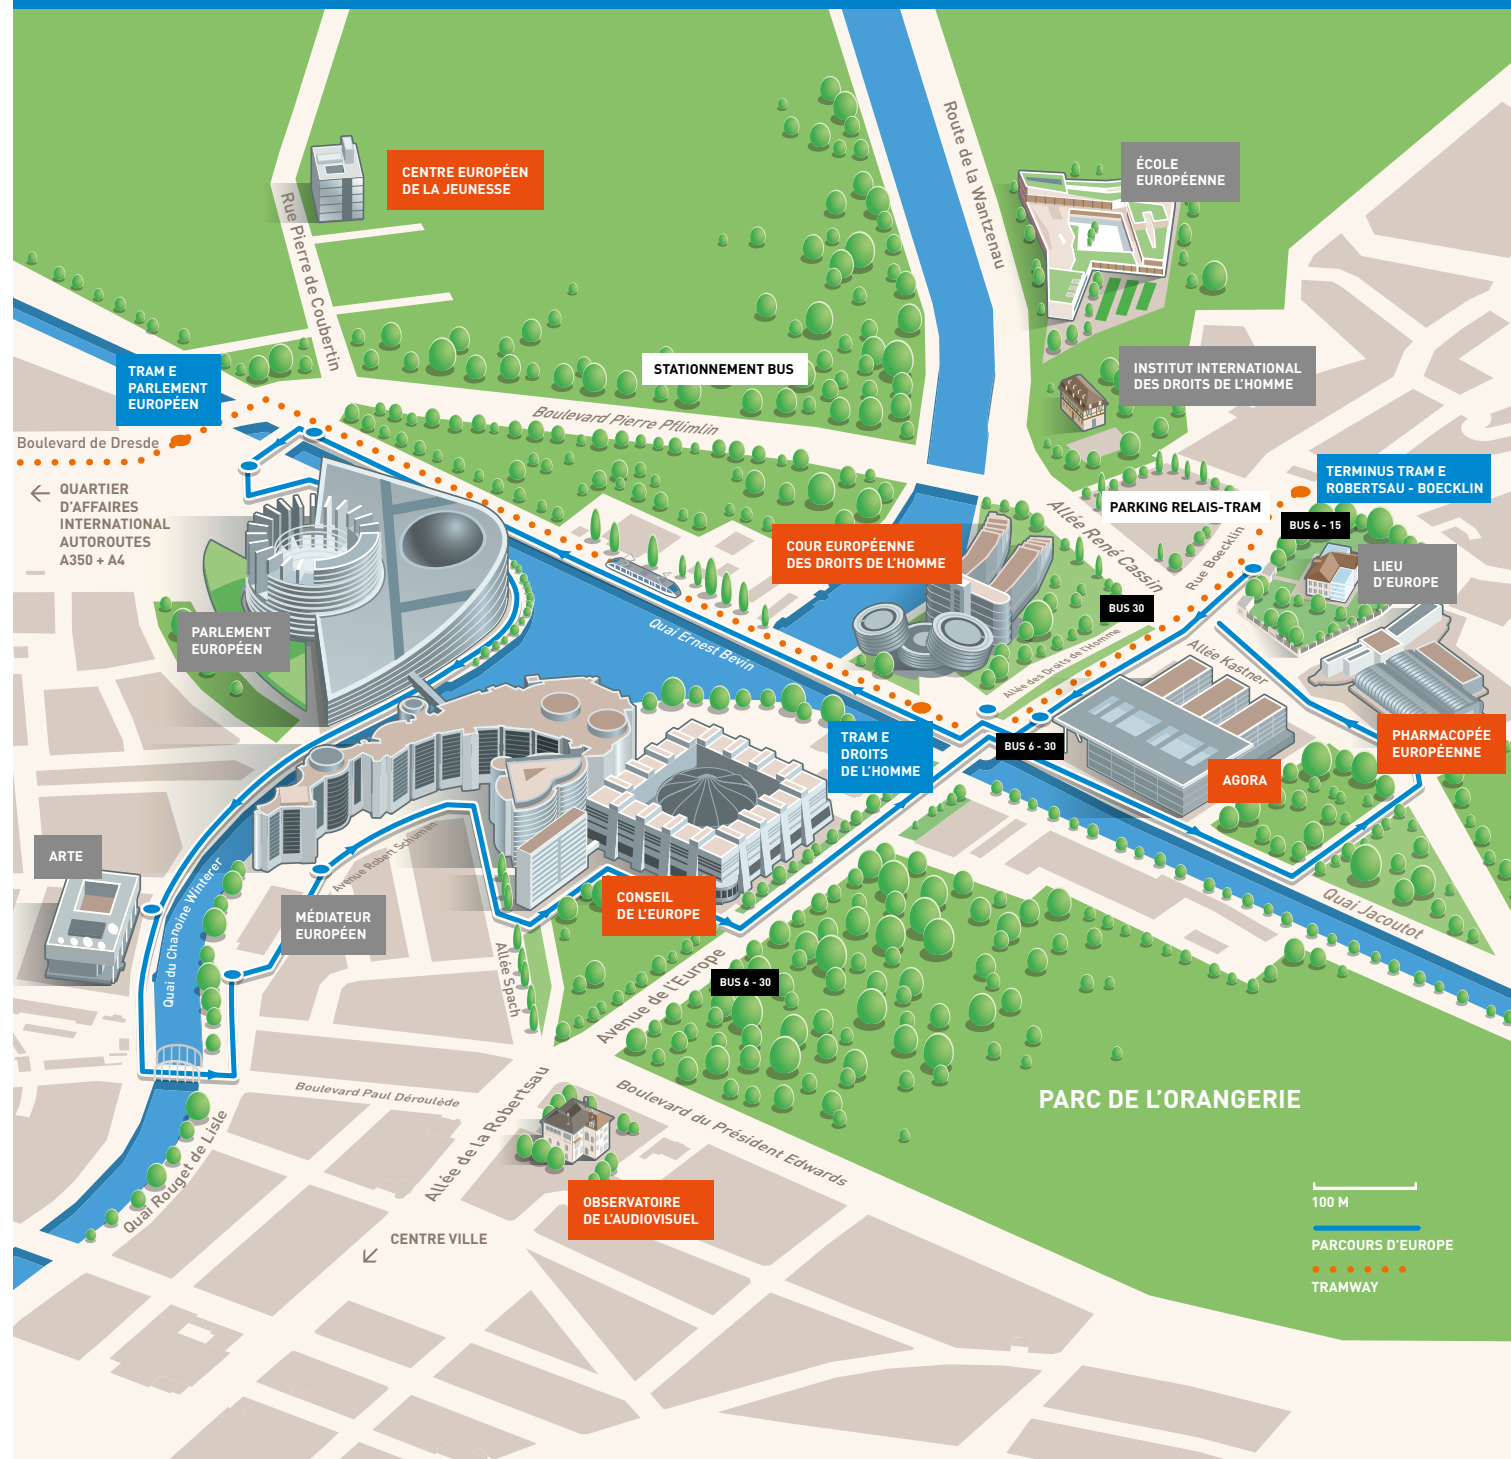 CENTRE EUROPÉEN
DE LA JEUNESSE
ÉCOLE
EUROPÉENNE
Route de la Wantzenau
Rue Pierre de Coubertin
STATIONNEMENT BUS
INSTITUT INTERNATIONAL
DES DROITS DE L'HOMME
TRAM E
PARLEMENT
EUROPÉEN
Boulevard Pierre Pflimlin
Boulevard de Dresde
QUARTIER
D'AFFAIRES
INTERNATIONAL
AUTOROUTES
A350 + A4
TERMINUS TRAM E
ROBERTSAU - BOECKLIN
PARKING RELAIS-TRAM
BUS 6 - 15
Allée René Cassin
Rue Boecklin
COUR EUROPÉENNE
DES DROITS DE L'HOMME
LIEU
D'EUROPE
BUS 30
PARLEMENT
EUROPÉEN
Quai Ernest Bevin
Allée des Droits de l'Homme
Allée Kastner
TRAM E
DROITS
DE L'HOMME
BUS 6 - 30
PHARMACOPÉE
EUROPÉENNE
AGORA
ARTE
Avenue Robert Schuman
Quai du Chanoine Winterer
MÉDIATEUR
EUROPÉEN
CONSEIL
DE L'EUROPE
Quai Jacoutot
Allée Spach
Avenue de l'Europe
BUS 6 - 30
PARC DE L'ORANGERIE
Boulevard Paul Déroulède
Boulevard du Président Edwards
Allée de la Robertsau
Quai Rouget de Lisle
OBSERVATOIRE
DE L'AUDIOVISUEL
CENTRE VILLE
100 M
PARCOURS D'EUROPE
TRAMWAY